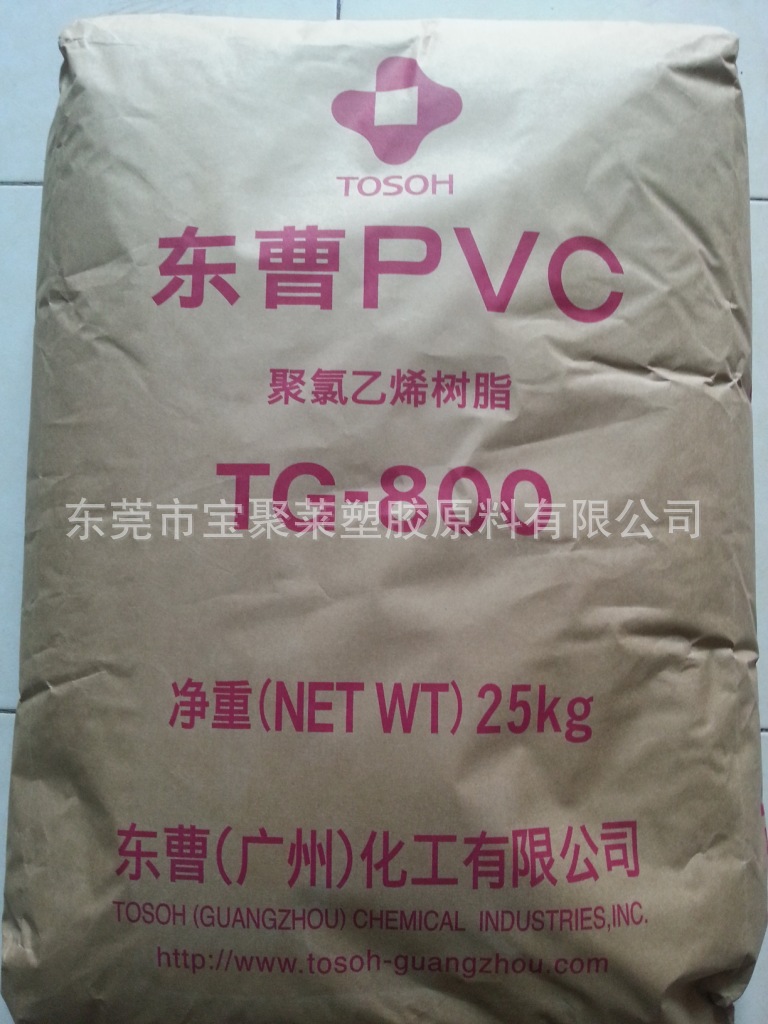 TOSOH
东曹PVC
聚氯乙烯树脂
TG-800
东莞市宝聚莱塑胶原料有限公司
净重(NET WT) 25kg
东曹(广州)化工有限公司
TOSOH (GUANGZHOU) CHEMICAL INDUSTRIES,INC.
http://www.tosoh-guangzhou.com